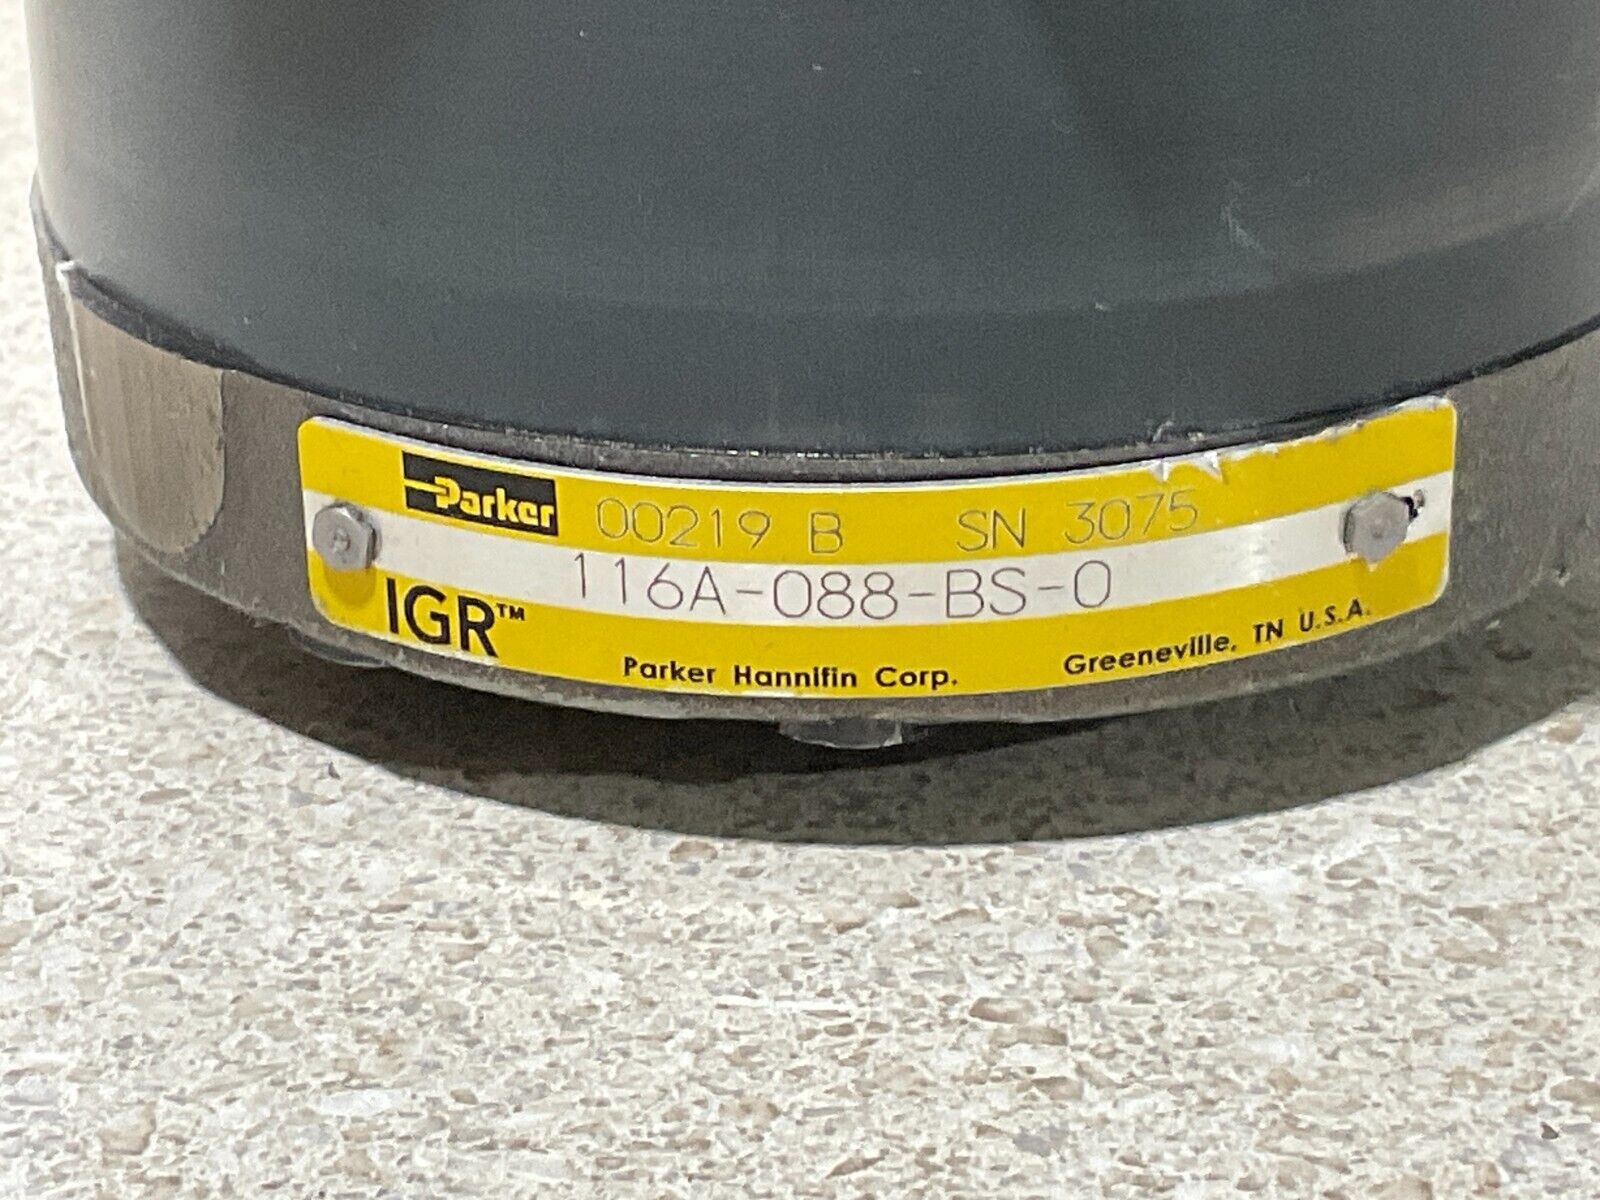 Parker 00219 B SN 3075
116A-088-BS-0
IGR™
Parker Hannifin Corp. Greeneville, TN U.S.A.